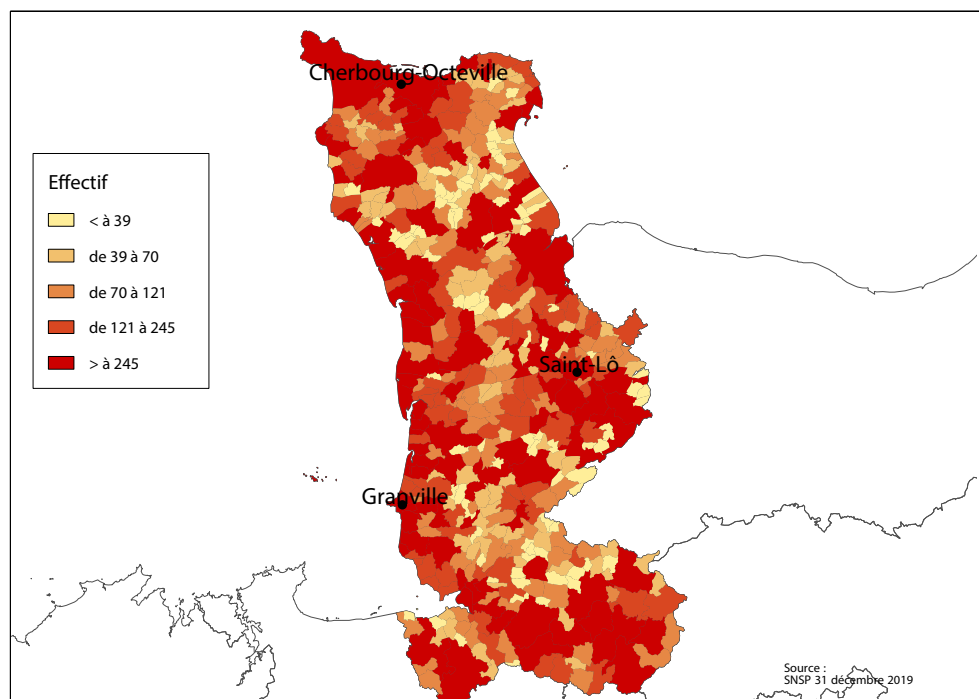 Cherbourg-Octeville
Effectif
< à 39
de 39 à 70
de 70 à 121
de 121 à 245
> à 245
Saint-Lô
Granville
Source :
SNSP 31 décembre 2019